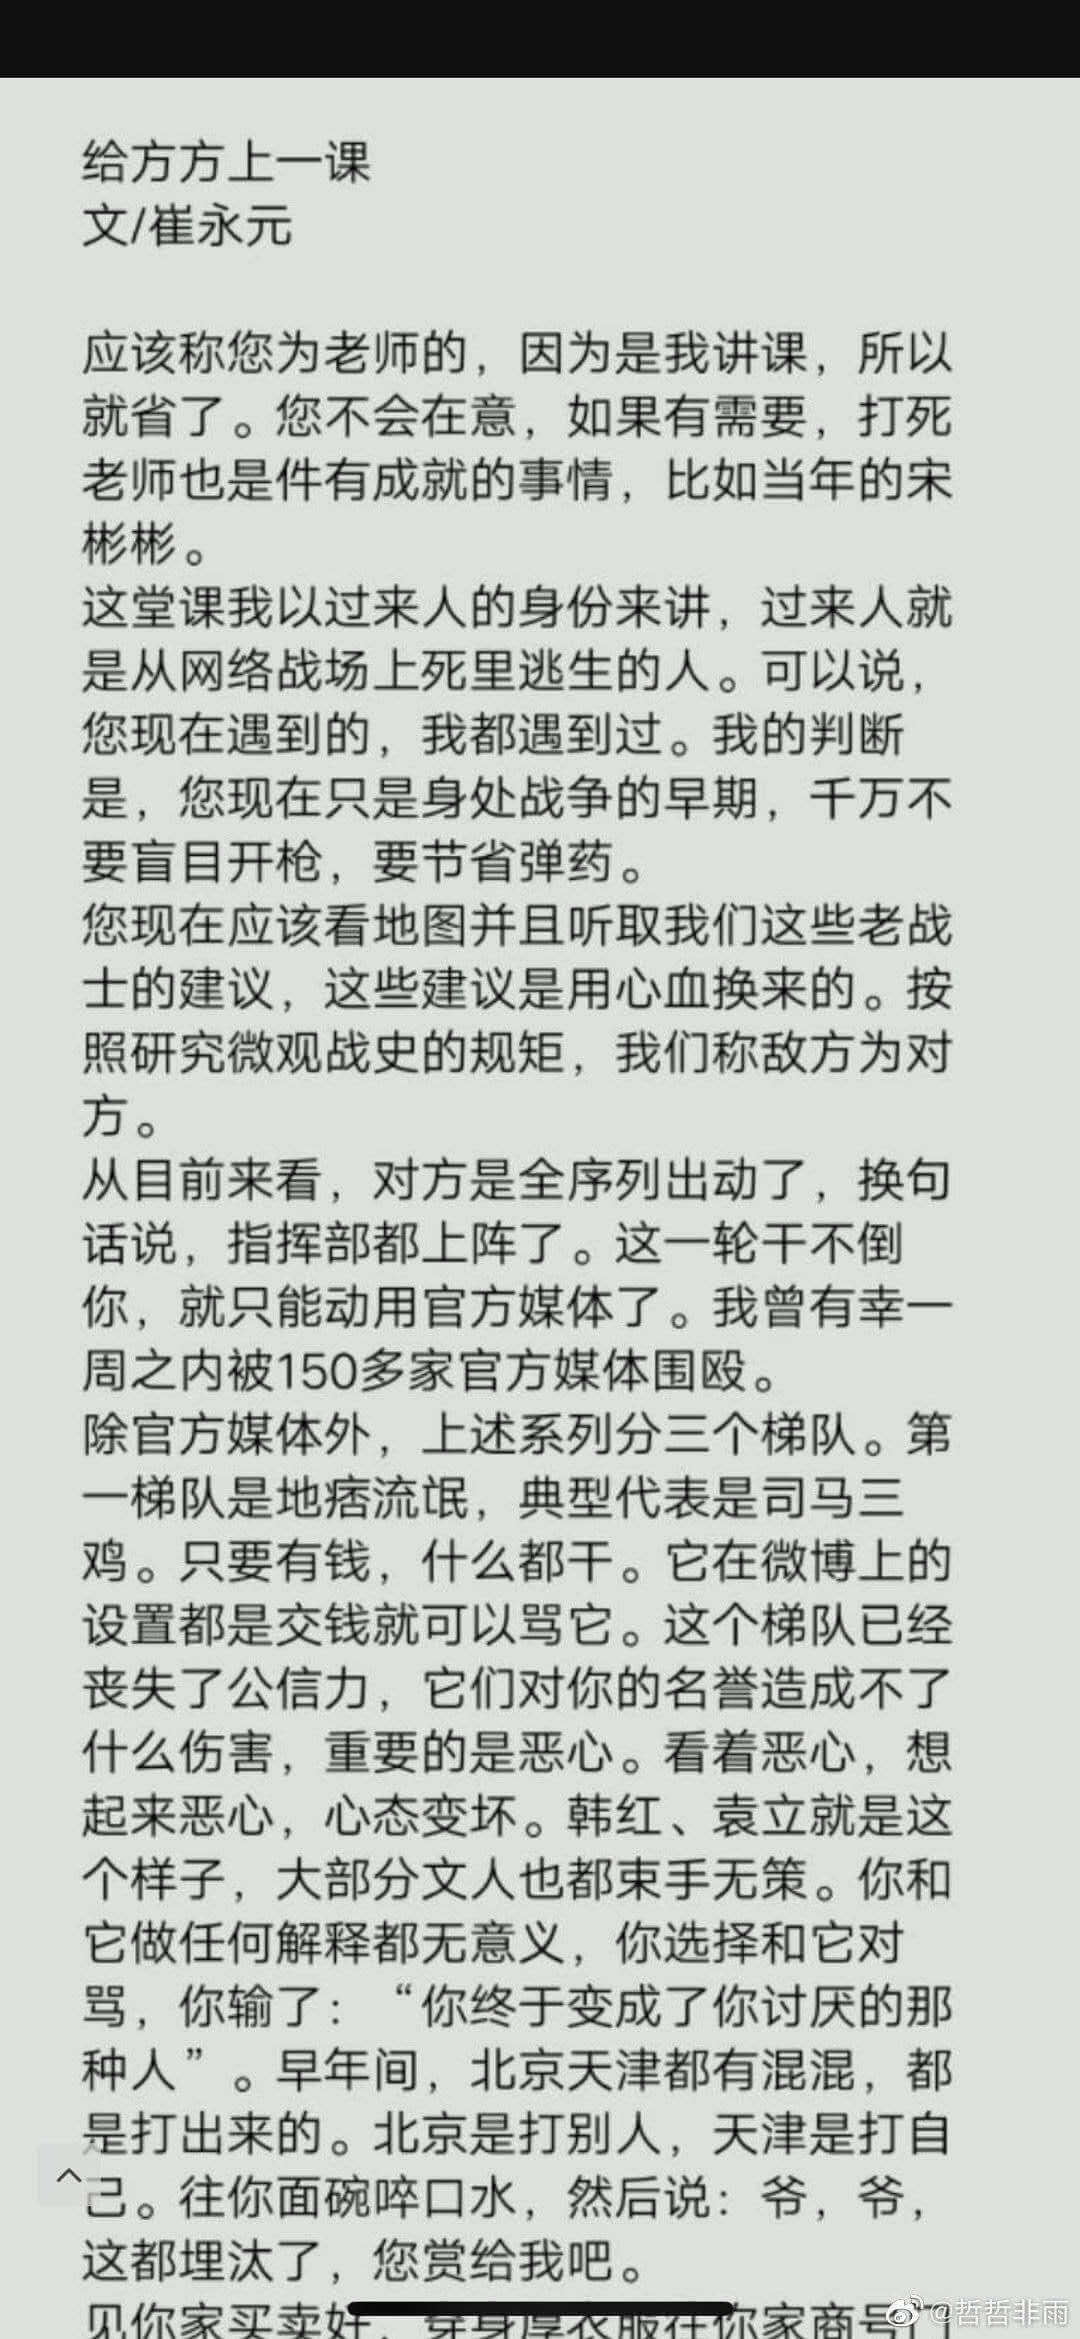 给方方上一课
文/崔永元
应该称您为老师的，因为是我讲课，所以
就省了。您不会在意，如果有需要，打死
老师也是件有成就的事情，比如当年的宋
彬彬。
这堂课我以过来人的身份来讲，过来人就
是从网络战场上死里逃生的人。可以说，
您现在遇到的，我都遇到过。我的判断
是，您现在只是身处战争的早期，千万不
要盲目开枪，要节省弹药。
您现在应该看地图并且听取我们这些老战
士的建议，这些建议是用心血换来的。按
照研究微观战史的规矩，我们称敌方为对
方。
从目前来看，对方是全序列出动了，换句
话说，指挥部都上阵了。这一轮干不倒
你，就只能动用官方媒体了。我曾有幸一
周之内被150多家官方媒体围殴。
除官方媒体外，上述系列分三个梯队。第
一梯队是地痞流氓，典型代表是司马三
鸡。只要有钱，什么都干。它在微博上的
设置都是交钱就可以骂它。这个梯队已经
丧失了公信力，它们对你的名誉造成不了
什么伤害，重要的是恶心。看着恶心，想
起来恶心，心态变坏。韩红、袁立就是这
个样子，大部分文人也都束手无策。你和
它做任何解释都无意义，你选择和它对
骂，你输了：“你终于变成了你讨厌的那
种人”。早年间，北京天津都有混混，都
是打出来的。北京是打别人，天津是打自
己。往你面碗啐口水，然后说：爷，爷，
这都埋汰了，您赏给我吧。
见你家买卖好，穿身厚衣服往你家商号门
@哲哲非雨